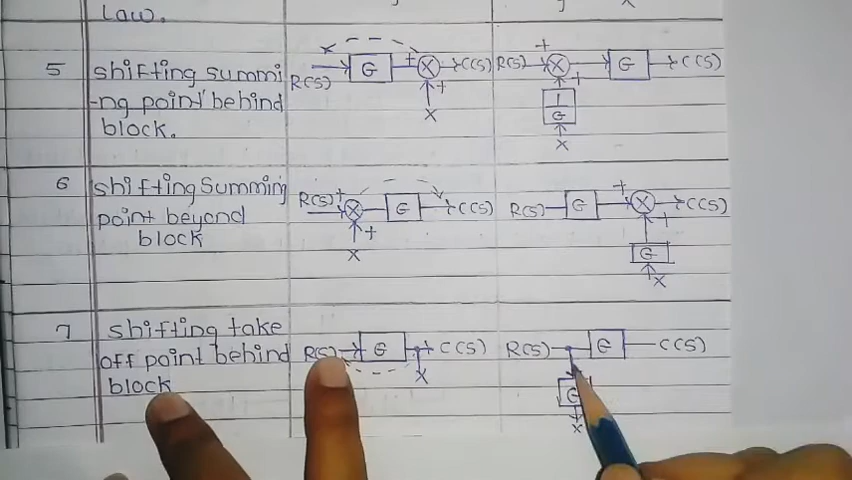 Law.
5
shifting summi
-ng point behind
block.
R(S) G + C(S)
+
X
R(S) + G C(S)
+
1
G
X
6
shifting summing
point beyond
block
R(S) + G C(S)
+
X
R(S) G + C(S)
+
G
X
7
shifting take
off point behind
block
R(S) G C(S)
X
R(S) G C(S)
G
X